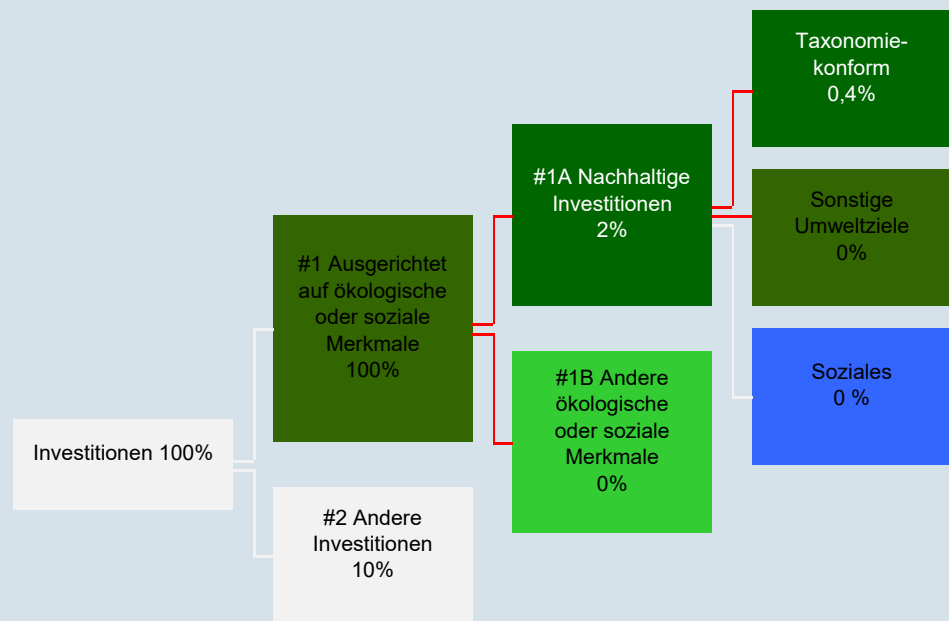 Investitionen 100%
#1 Ausgerichtet
auf ökologische
oder soziale
Merkmale
100%
#2 Andere
Investitionen
10%
#1A Nachhaltige
Investitionen
2%
#1B Andere
ökologische
oder soziale
Merkmale
0%
Taxonomie-
konform
0,4%
Sonstige
Umweltziele
0%
Soziales
0 %